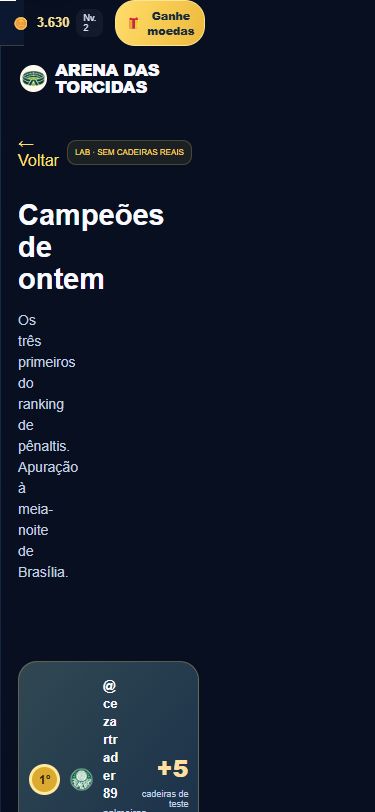 3.630
Nv.
2
Ganhe
moedas
ARENA DAS
TORCIDAS
←
Voltar
LAB · SEM CADEIRAS REAIS
Campeões
de
ontem
Os
três
primeiros
do
ranking
de
pênaltis.
Apuração
à
meia-
noite
de
Brasília.
1º
@
ce
za
rtr
ad
er
89
+5
cadeiras de
teste